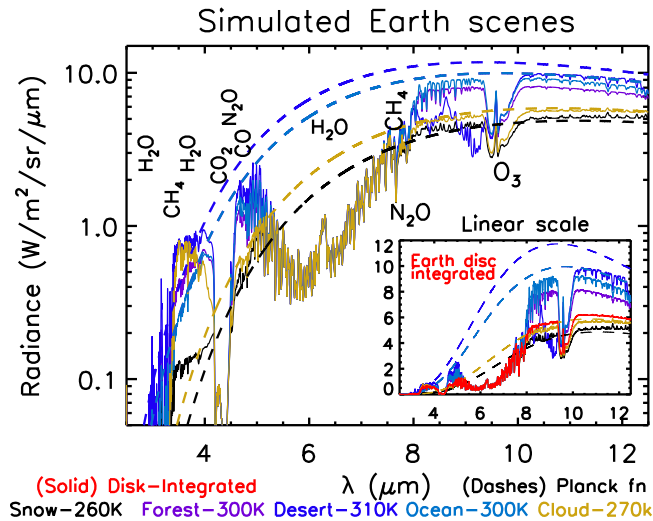 Simulated Earth scenes
Radiance (W/m²/sr/μm)
10.0
1.0
0.1
H₂O
CH₄
H₂O
CO₂
N₂O
CO
H₂O
CH₄
N₂O
O₃
Linear scale
Earth disc
integrated
12
10
8
6
4
2
0
4 6 8 10 12
4 6 8 10 12
(Solid) Disk-Integrated λ (μm) (Dashes) Planck fn
Snow-260K Forest-300K Desert-310K Ocean-300K Cloud-270k